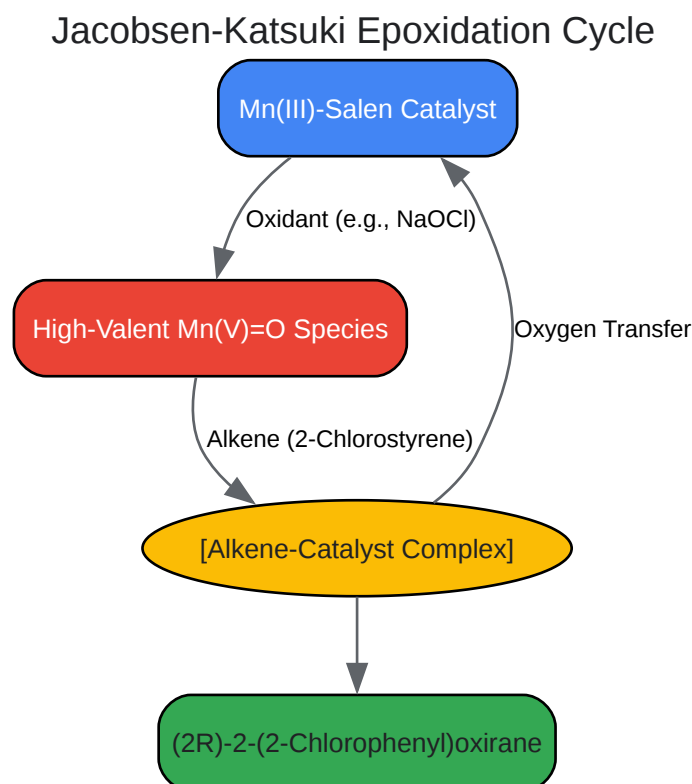 Jacobsen-Katsuki Epoxidation Cycle
Mn(III)-Salen Catalyst
Oxidant (e.g., NaOCl)
High-Valent Mn(V)=O Species
Oxygen Transfer
Alkene (2-Chlorostyrene)
[Alkene-Catalyst Complex]
(2R)-2-(2-Chlorophenyl)oxirane